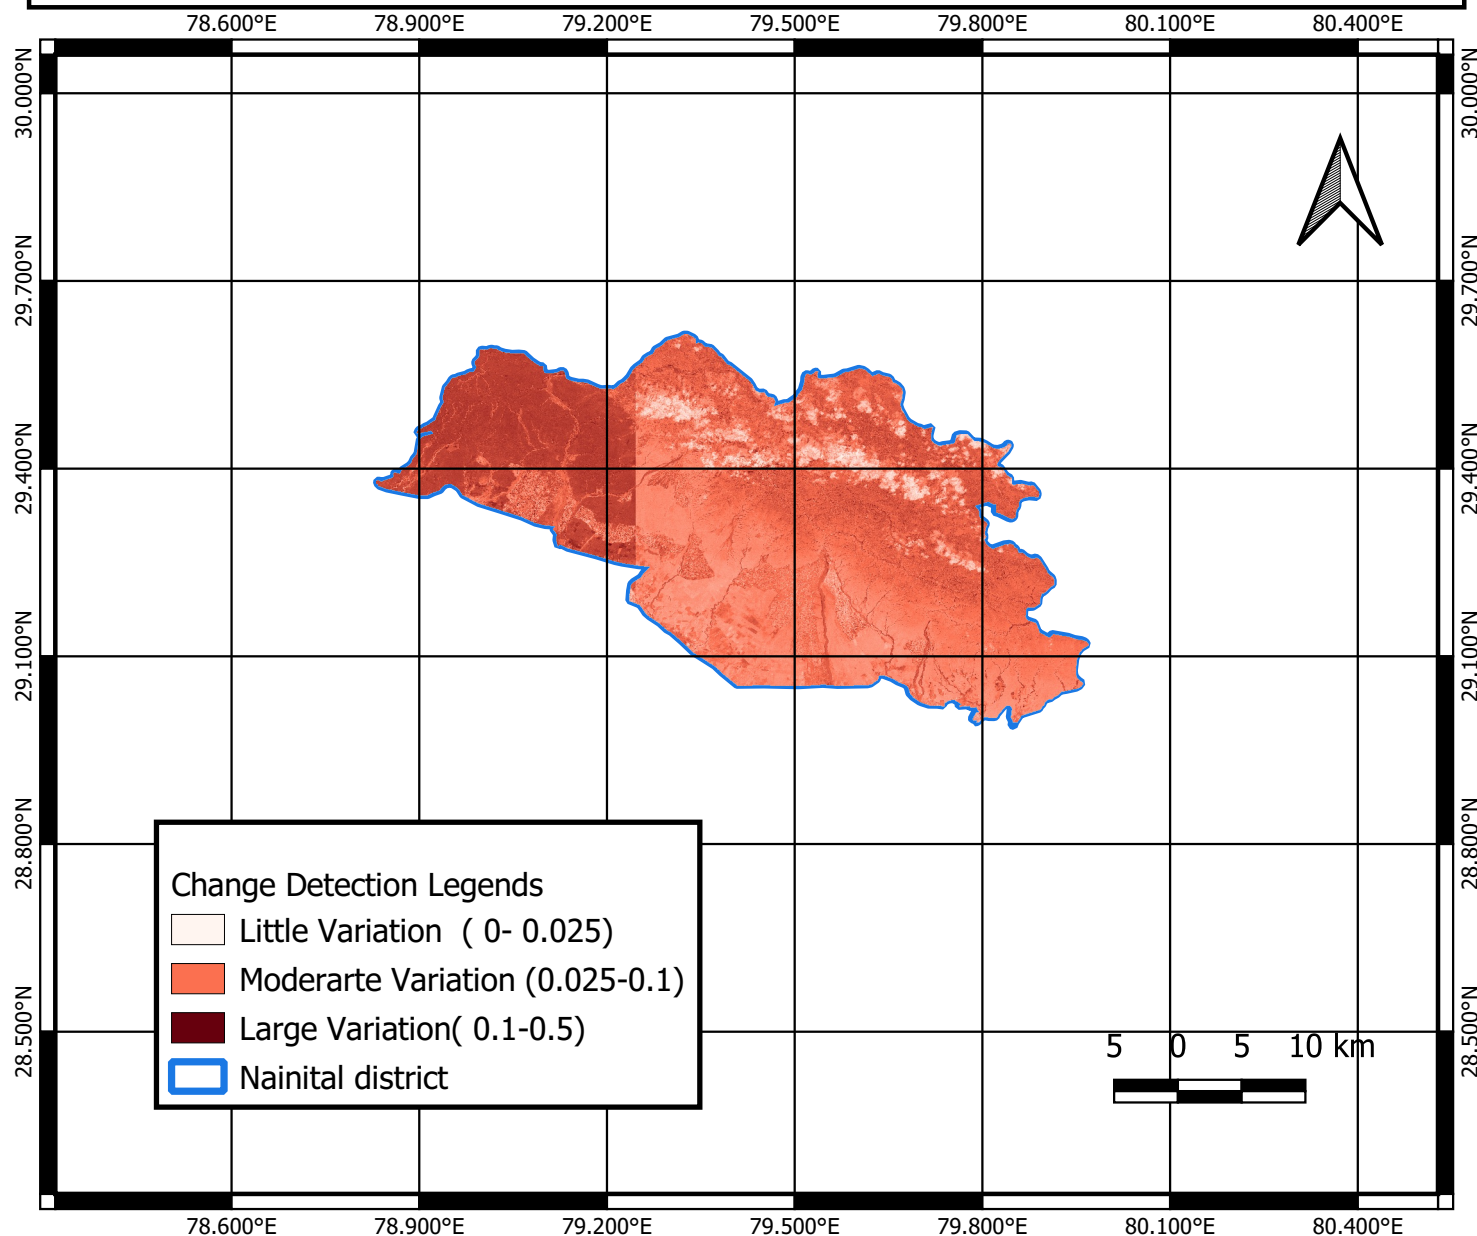 78.600°E 78.900°E 79.200°E 79.500°E 79.800°E 80.100°E 80.400°E
30.000°N 30.000°N
29.700°N 29.700°N
29.400°N 29.400°N
29.100°N 29.100°N
28.800°N 28.800°N
28.500°N 28.500°N
Change Detection Legends
Little Variation ( 0- 0.025)
Moderarte Variation (0.025-0.1)
Large Variation( 0.1-0.5)
Nainital district
5 0 5 10 km
78.600°E 78.900°E 79.200°E 79.500°E 79.800°E 80.100°E 80.400°E